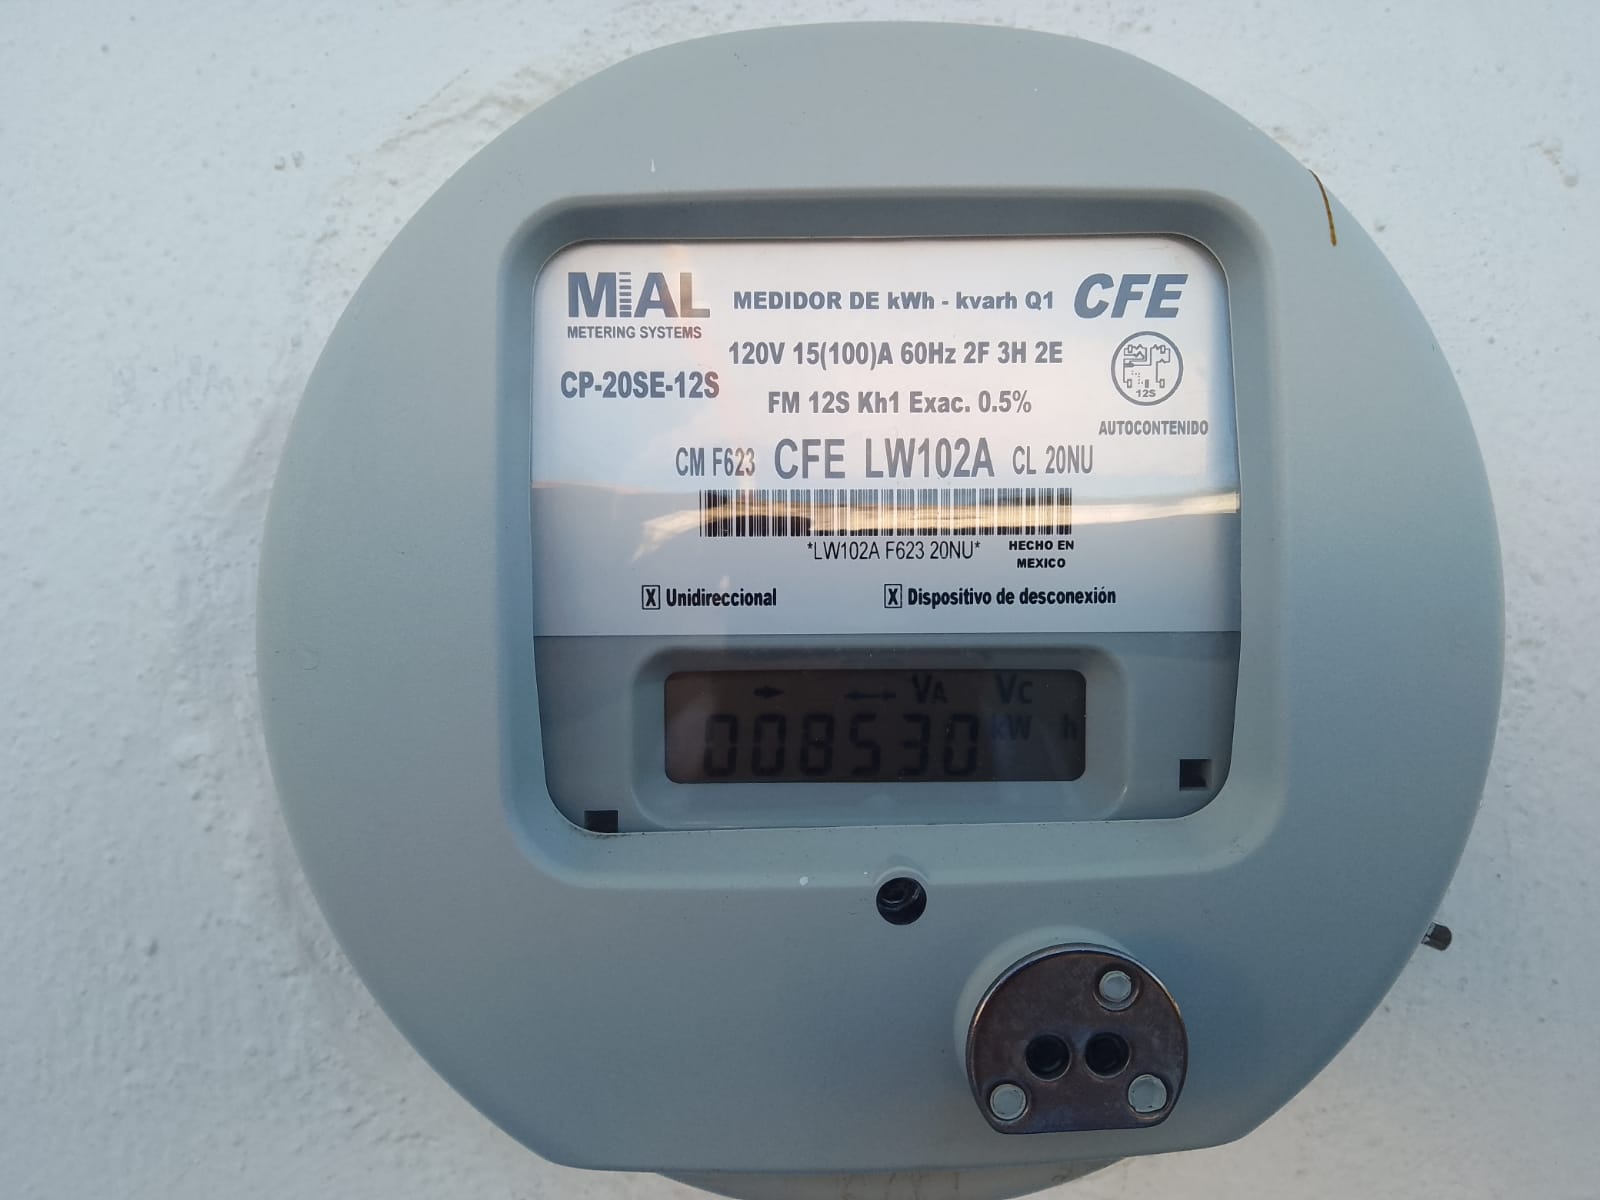 MIAL
METERING SYSTEMS
MEDIDOR DE kWh - kvarh Q1
CFE
CP-20SE-12S
120V 15(100)A 60Hz 2F 3H 2E
FM 12S Kh1 Exac. 0.5%
12S
AUTOCONTENIDO
CM F623 CFE LW102A CL 20NU
*LW102A F623 20NU*
HECHO EN
MEXICO
X Unidireccional
X Dispositivo de desconexión
VA VC
008530 kW h